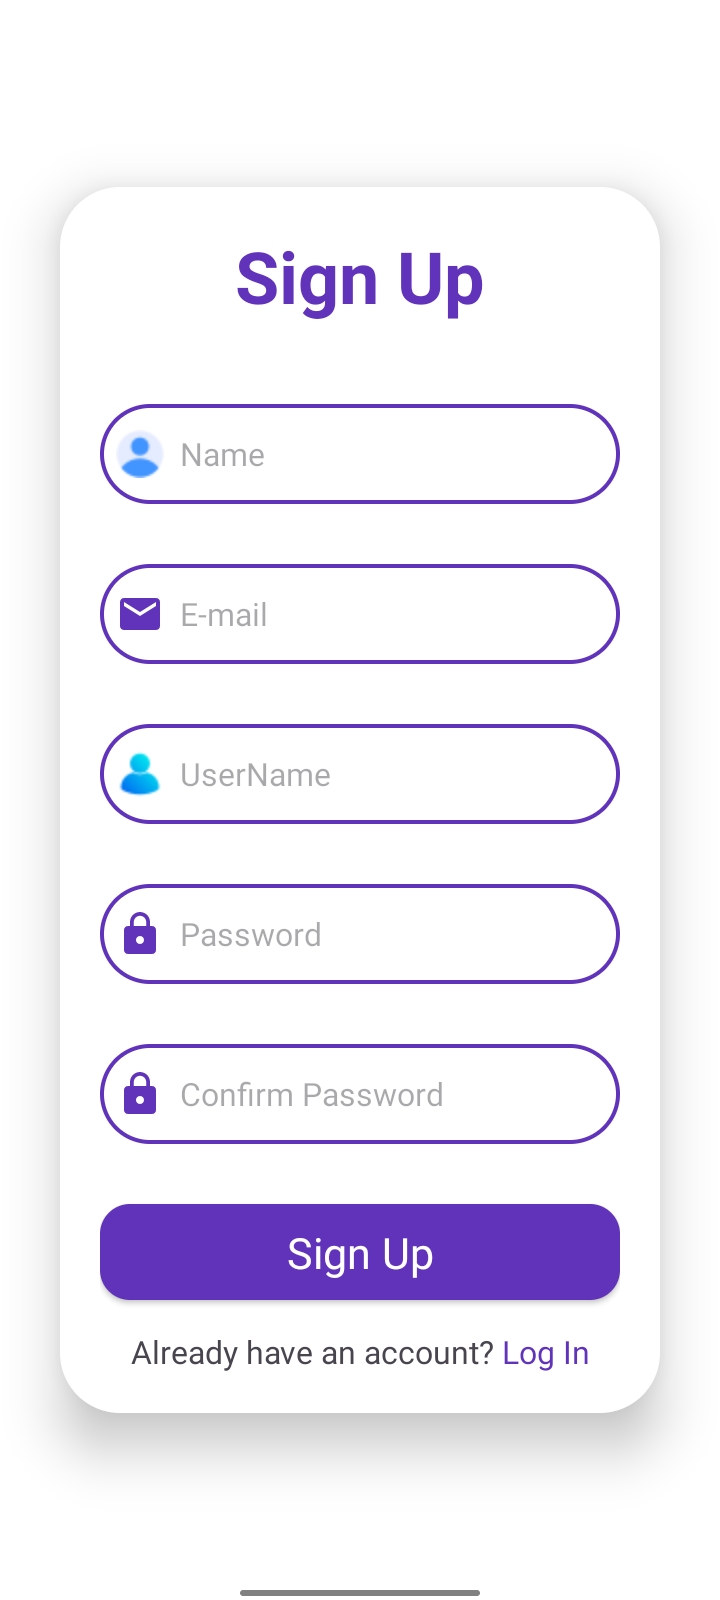 Sign Up
Name
E-mail
UserName
Password
Confirm Password
Sign Up
Already have an account? Log In